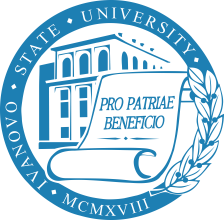 IVANOVO • STATE • UNIVERSITY
PRO PATRIAE
BENEFICIO
MCMXVIII